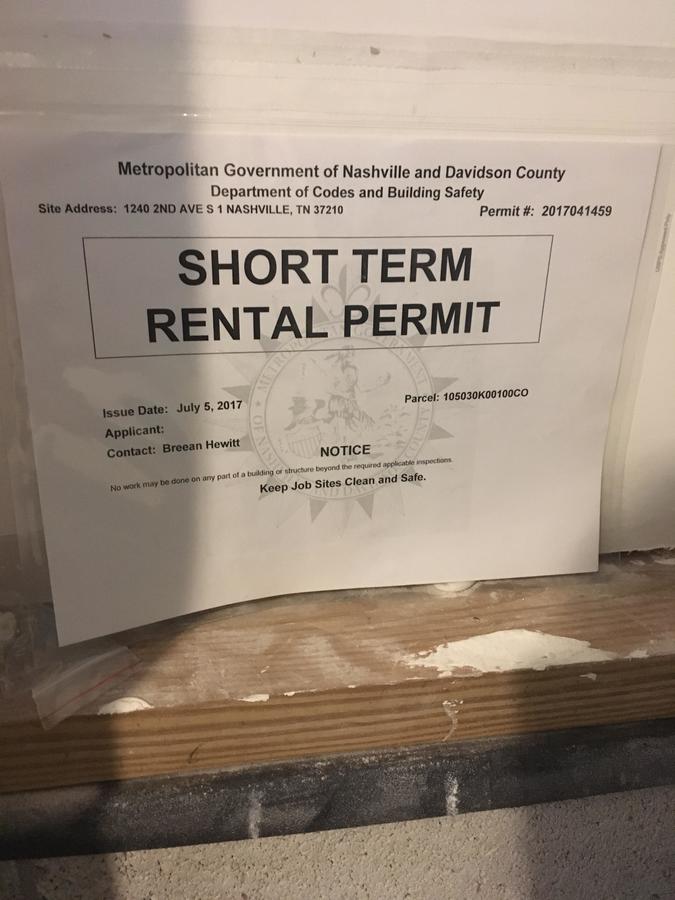 Metropolitan Government of Nashville and Davidson County
Department of Codes and Building Safety
Site Address: 1240 2ND AVE S 1 NASHVILLE, TN 37210 Permit #: 2017041459
SHORT TERM
RENTAL PERMIT
Issue Date: July 5, 2017 Parcel: 105030K00100CO
Applicant:
Contact: Breean Hewitt
NOTICE
No work may be done on any part of a building or structure beyond the required applicable inspections.
Keep Job Sites Clean and Safe.